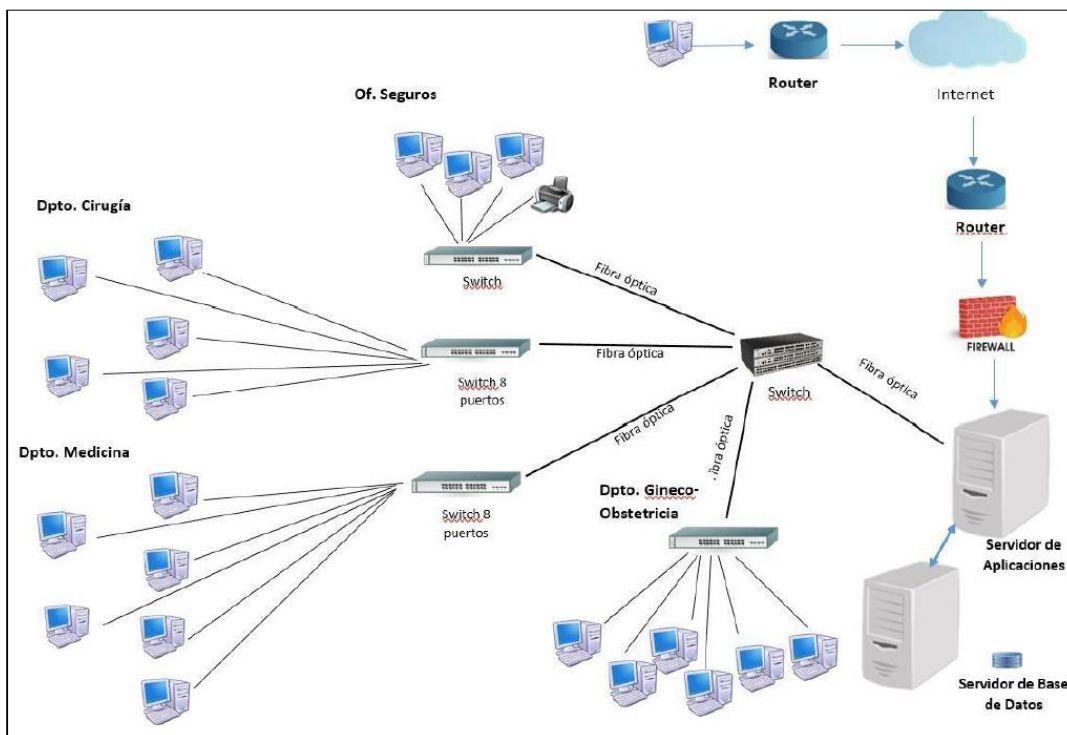 Router
Internet
Of. Seguros
Dpto. Cirugía
Router
Switch
Fibra óptica
FIREWALL
Fibra óptica
Switch 8
puertos
Switch
Fibra óptica
Fibra óptica
Dpto. Medicina
Switch 8
puertos
Fibra óptica
Dpto. Gineco-
Obstetricia
Servidor de
Aplicaciones
Servidor de Base
de Datos